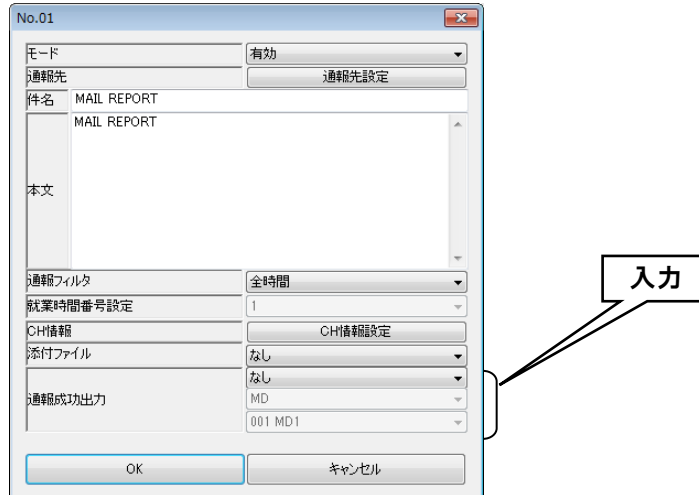 No.01
モード 有効
通報先 通報先設定
件名 MAIL REPORT
本文 MAIL REPORT
通報フィルタ 全時間
就業時間番号設定 1
CH情報 CH情報設定
添付ファイル なし
通報成功出力 なし
MD
001 MD1
OK キャンセル
入力